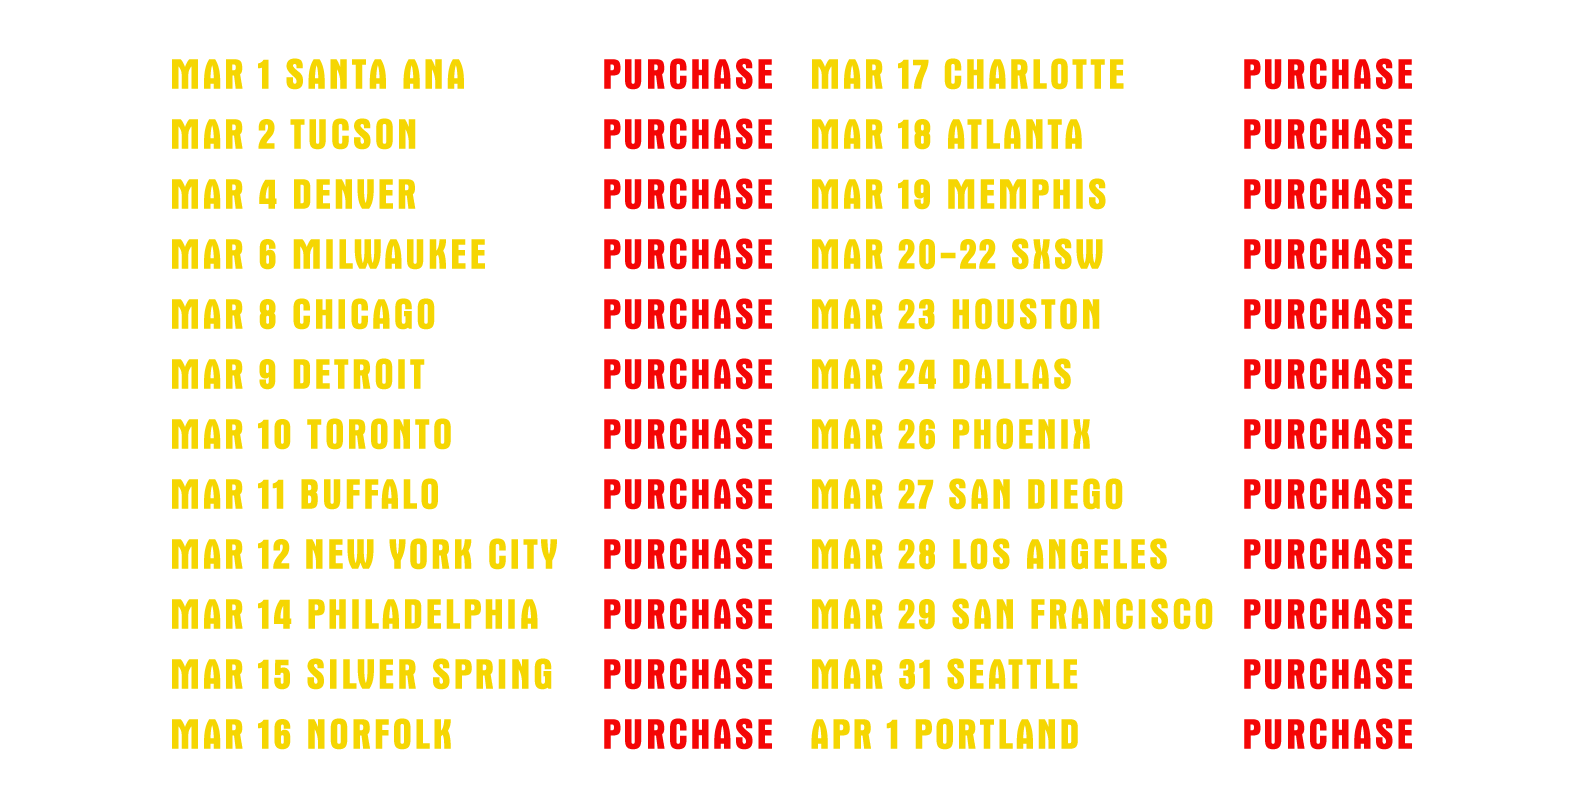 MAR 1 SANTA ANA PURCHASE
MAR 2 TUCSON PURCHASE
MAR 4 DENVER PURCHASE
MAR 6 MILWAUKEE PURCHASE
MAR 8 CHICAGO PURCHASE
MAR 9 DETROIT PURCHASE
MAR 10 TORONTO PURCHASE
MAR 11 BUFFALO PURCHASE
MAR 12 NEW YORK CITY PURCHASE
MAR 14 PHILADELPHIA PURCHASE
MAR 15 SILVER SPRING PURCHASE
MAR 16 NORFOLK PURCHASE
MAR 17 CHARLOTTE PURCHASE
MAR 18 ATLANTA PURCHASE
MAR 19 MEMPHIS PURCHASE
MAR 20-22 SXSW PURCHASE
MAR 23 HOUSTON PURCHASE
MAR 24 DALLAS PURCHASE
MAR 26 PHOENIX PURCHASE
MAR 27 SAN DIEGO PURCHASE
MAR 28 LOS ANGELES PURCHASE
MAR 29 SAN FRANCISCO PURCHASE
MAR 31 SEATTLE PURCHASE
APR 1 PORTLAND PURCHASE